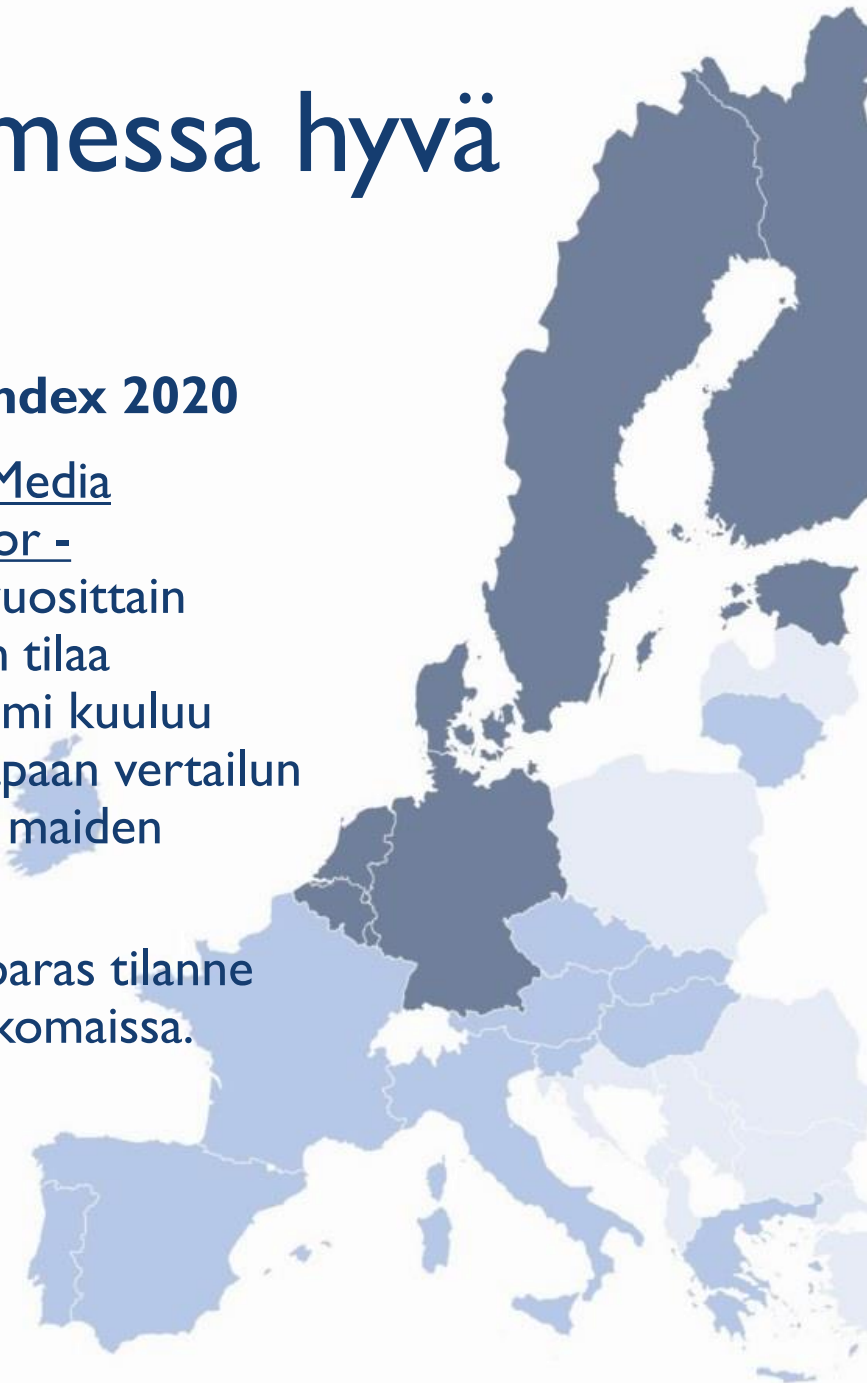 messa hyvä
ndex 2020
Media
or -
uosittain
n tilaa
mi kuuluu
paan vertailun
maiden
paras tilanne
komaissa.